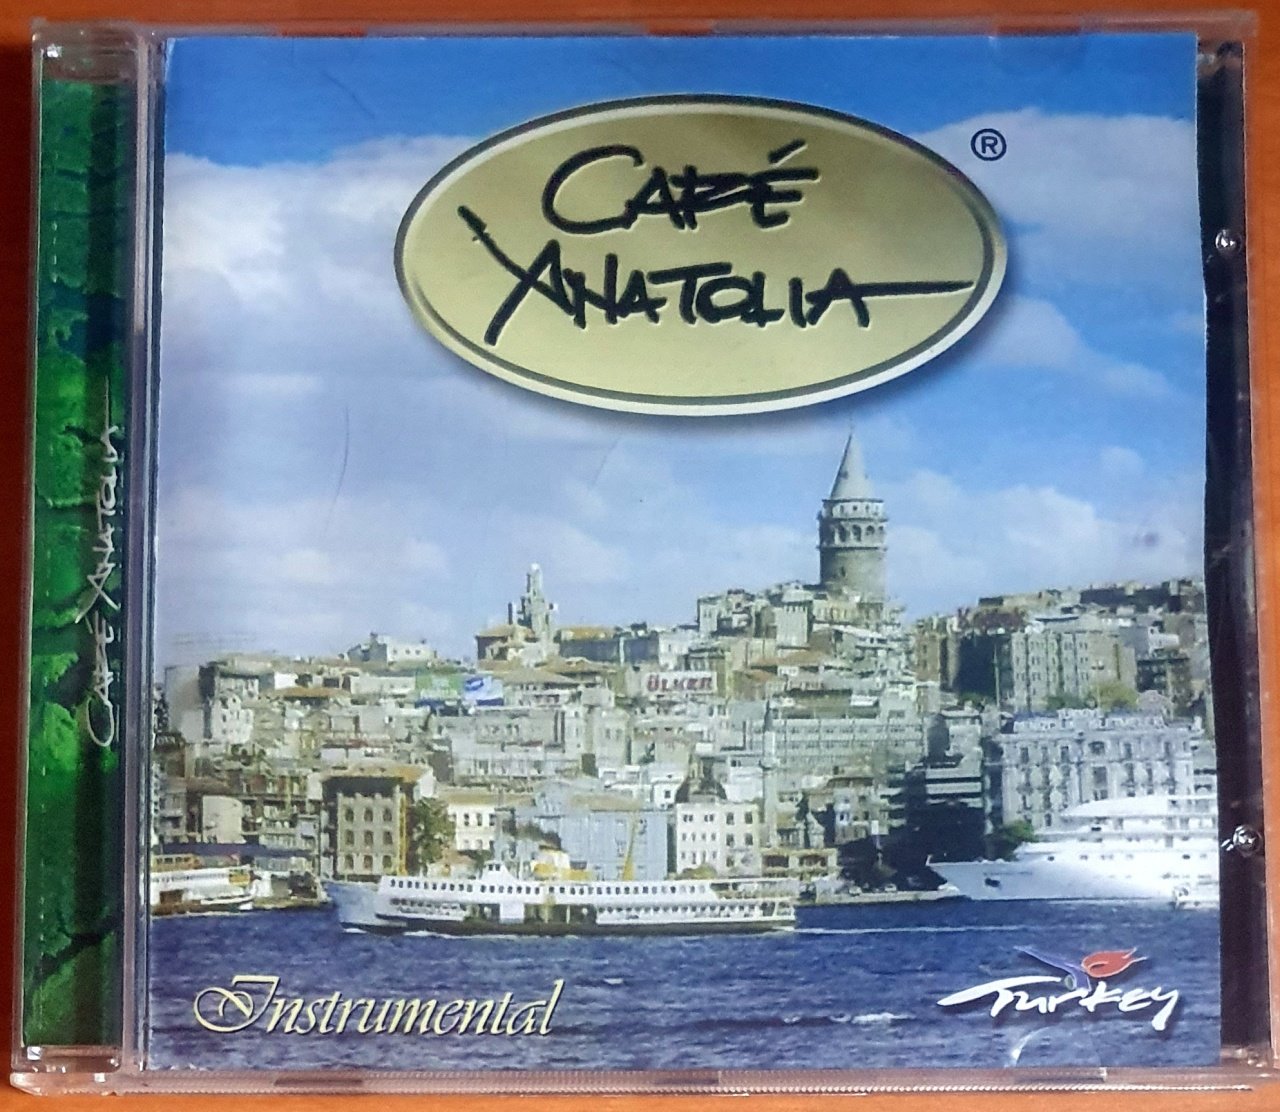 CAFÉ
ANATOLIA
®
CAFÉ ANATOLIA
ÜLKER
Instrumental
Turkey